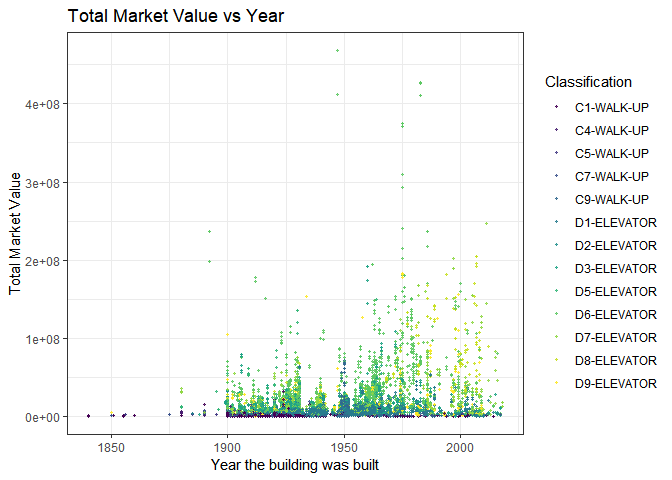 Total Market Value vs Year
Total Market Value
4e+08
3e+08
2e+08
1e+08
0e+00
1850
1900
1950
2000
Year the building was built
Classification
C1-WALK-UP
C4-WALK-UP
C5-WALK-UP
C7-WALK-UP
C9-WALK-UP
D1-ELEVATOR
D2-ELEVATOR
D3-ELEVATOR
D5-ELEVATOR
D6-ELEVATOR
D7-ELEVATOR
D8-ELEVATOR
D9-ELEVATOR